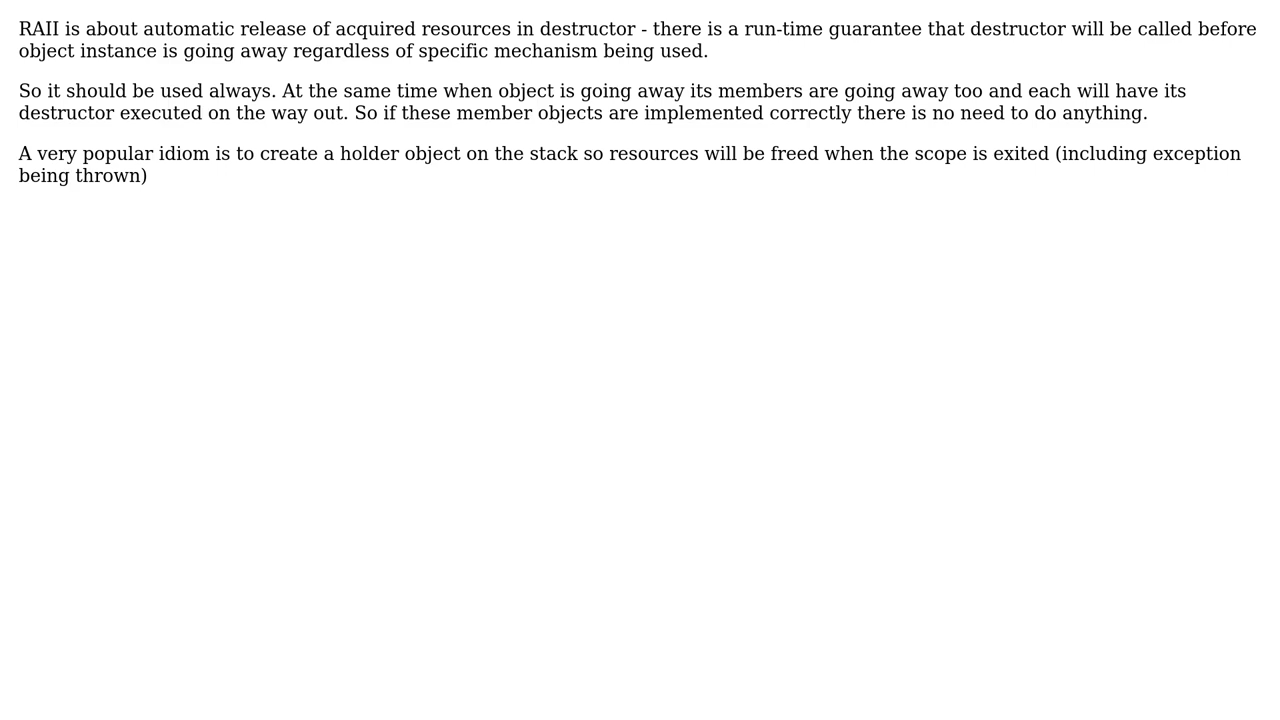 RAII is about automatic release of acquired resources in destructor - there is a run-time guarantee that destructor will be called before
object instance is going away regardless of specific mechanism being used.
So it should be used always. At the same time when object is going away its members are going away too and each will have its
destructor executed on the way out. So if these member objects are implemented correctly there is no need to do anything.
A very popular idiom is to create a holder object on the stack so resources will be freed when the scope is exited (including exception
being thrown)